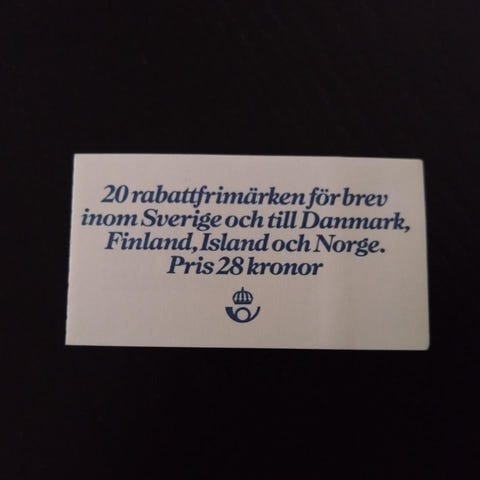 20 rabattfrimärken för brev
inom Sverige och till Danmark,
Finland, Island och Norge.
Pris 28 kronor